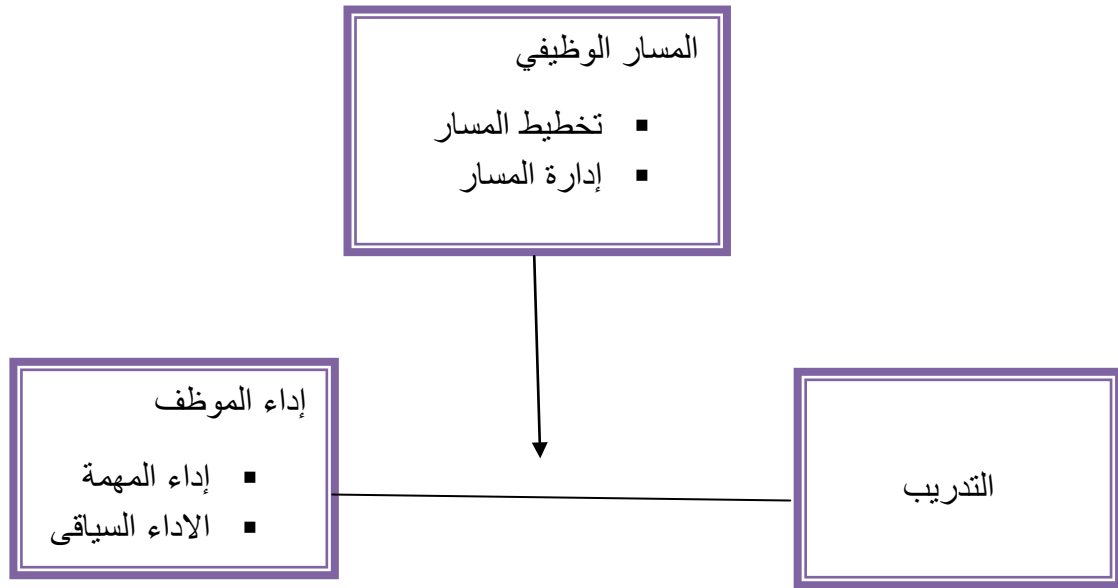 المسار الوظيفي
▪ تخطيط المسار
▪ إدارة المسار
التدريب
إداء الموظف
▪ إداء المهمة
▪ الاداء السياقى